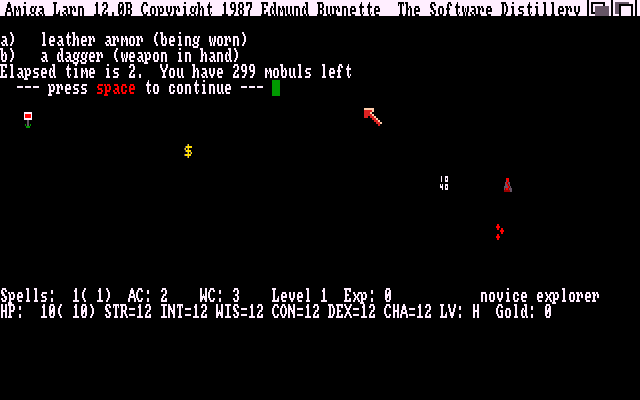 Amiga Larn 12.0B Copyright 1987 Edmund Burnette  The Software Distillery
a)   leather armor (being worn)
b)   a dagger (weapon in hand)
Elapsed time is 2.  You have 299 mobuls left
  --- press space to continue ---
$
Spells:  1( 1)  AC: 2    WC: 3    Level 1  Exp: 0           novice explorer
HP:  10( 10) STR=12 INT=12 WIS=12 CON=12 DEX=12 CHA=12 LV: H  Gold: 0